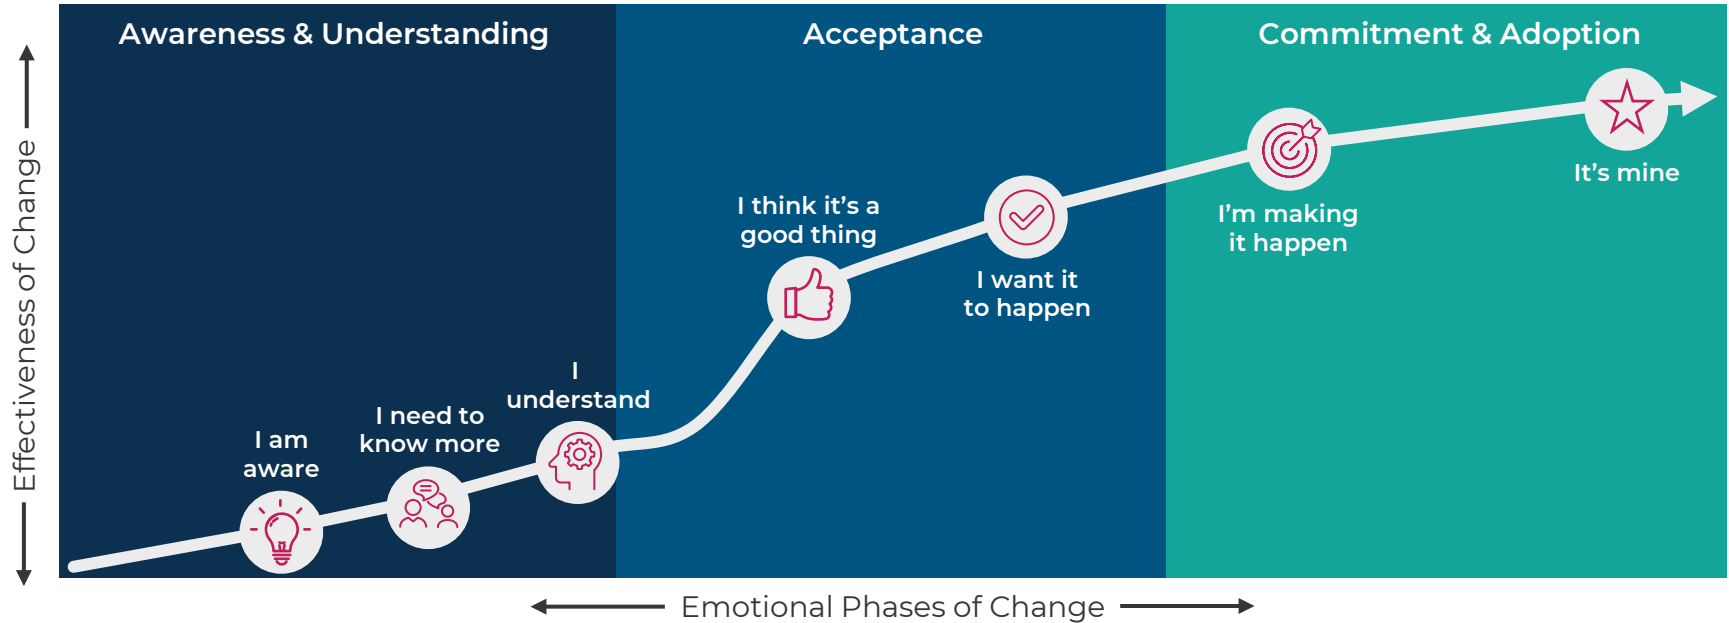 Awareness & Understanding
Acceptance
Commitment & Adoption
Effectiveness of Change
I am
aware
I need to
know more
I
understand
I think it’s a
good thing
I want it
to happen
I’m making
it happen
It’s mine
Emotional Phases of Change